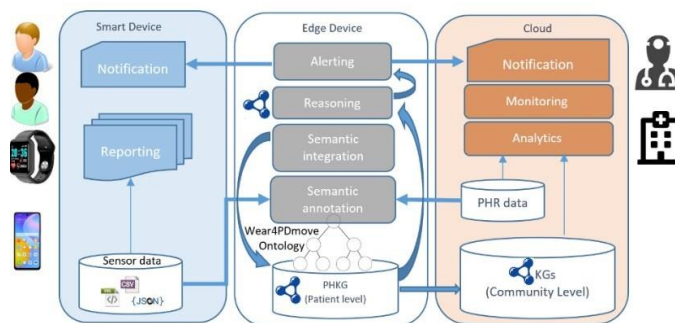 Smart Device
Notification
Reporting
Sensor data
CSV
{JSON}
Edge Device
Alerting
Reasoning
Semantic
integration
Semantic
annotation
Wear4PDmove
Ontology
PHKG
(Patient level)
Cloud
Notification
Monitoring
Analytics
PHR data
KGs
(Community Level)